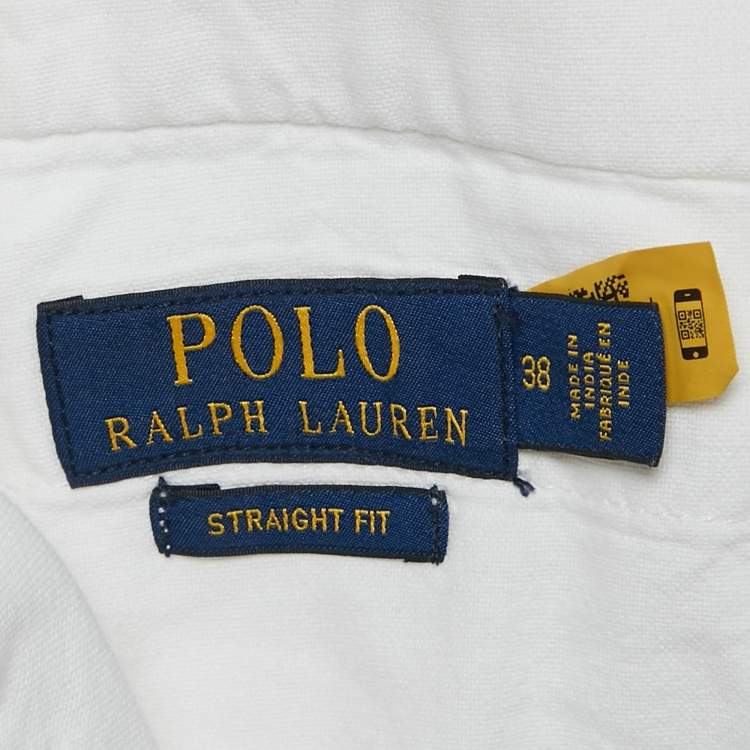 POLO
RALPH LAUREN
38
MADE IN
INDIA
FABRIQUÉ EN
INDE
STRAIGHT FIT